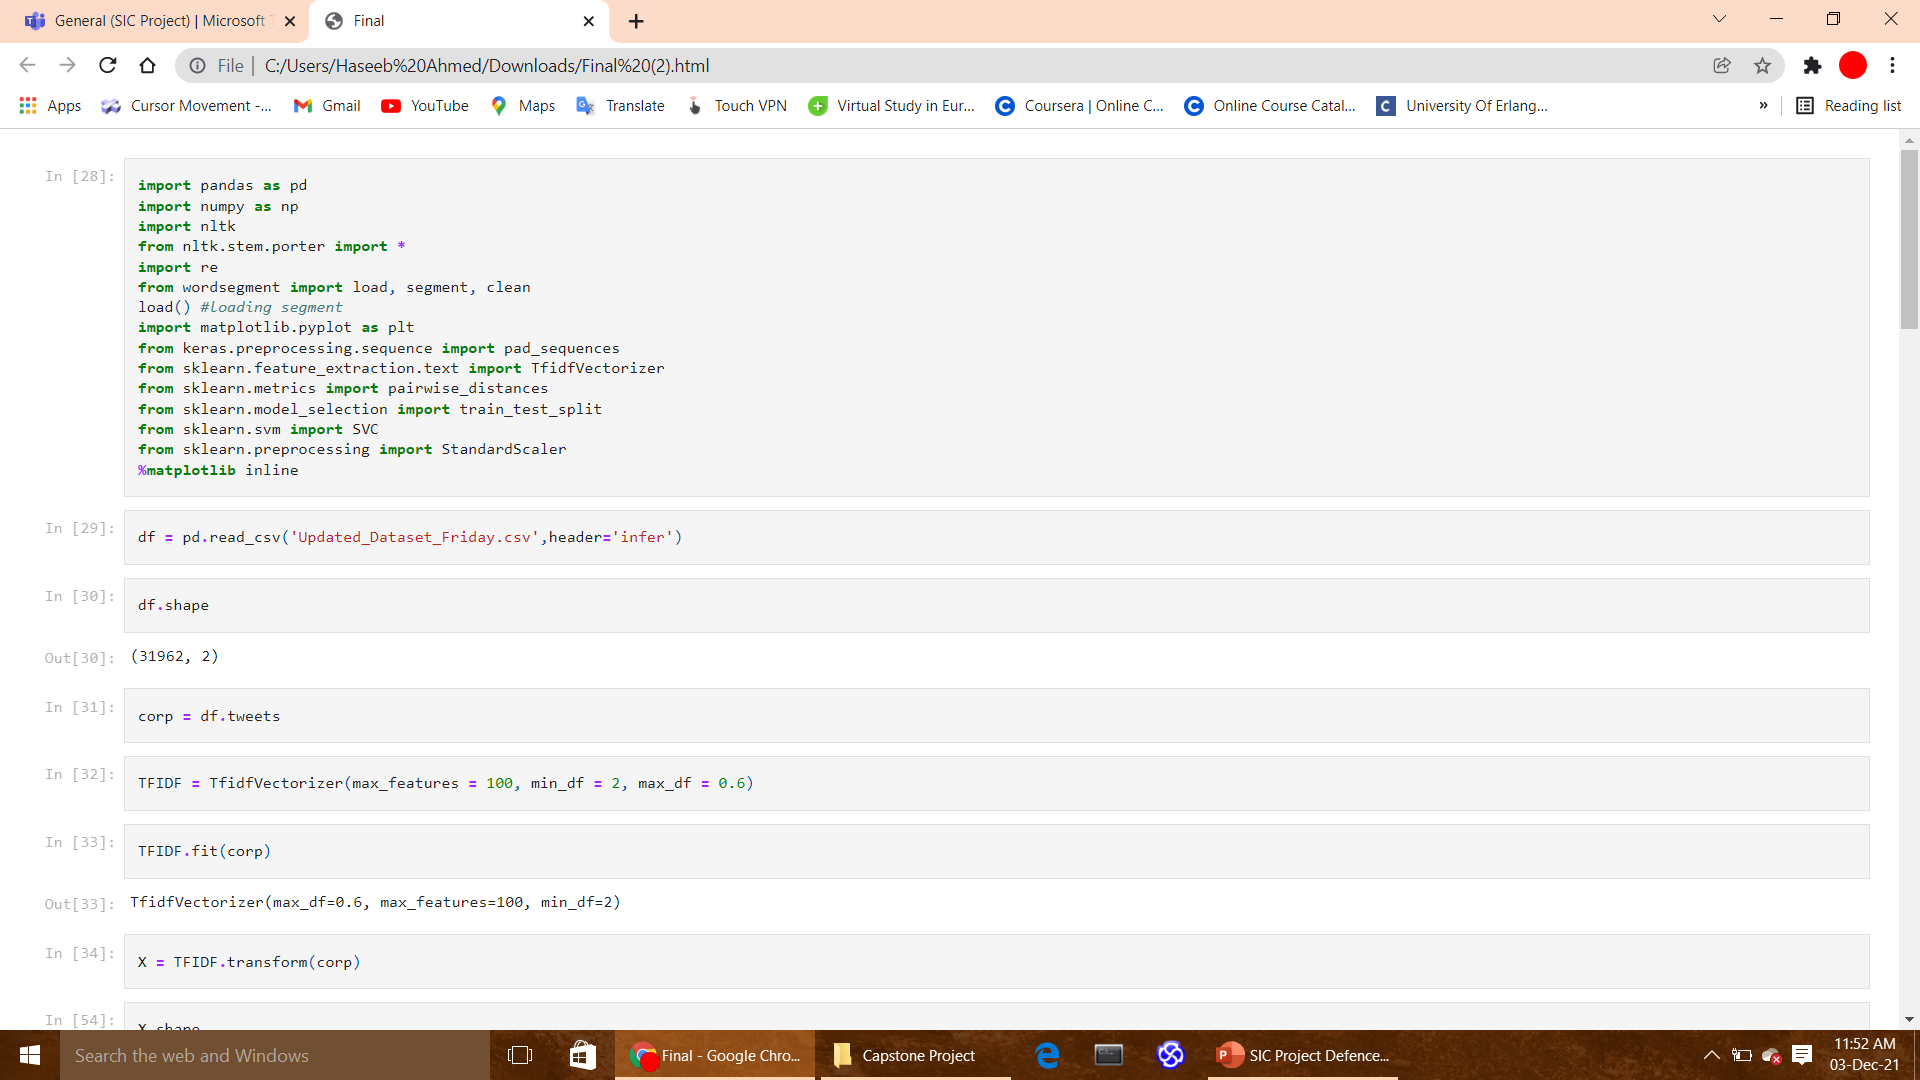 General (SIC Project) | Microsoft
Final
File
C:/Users/Haseeb%20Ahmed/Downloads/Final%20(2).html
Apps
Cursor Movement -...
Gmail
YouTube
Maps
Translate
Touch VPN
Virtual Study in Eur...
Coursera | Online C...
Online Course Catal...
University Of Erlang...
»
Reading list
In [28]:
import pandas as pd
import numpy as np
import nltk
from nltk.stem.porter import *
import re
from wordsegment import load, segment, clean
load() #loading segment
import matplotlib.pyplot as plt
from keras.preprocessing.sequence import pad_sequences
from sklearn.feature_extraction.text import TfidfVectorizer
from sklearn.metrics import pairwise_distances
from sklearn.model_selection import train_test_split
from sklearn.svm import SVC
from sklearn.preprocessing import StandardScaler
%matplotlib inline
In [29]:
df = pd.read_csv('Updated_Dataset_Friday.csv',header='infer')
In [30]:
df.shape
Out[30]:
(31962, 2)
In [31]:
corp = df.tweets
In [32]:
TFIDF = TfidfVectorizer(max_features = 100, min_df = 2, max_df = 0.6)
In [33]:
TFIDF.fit(corp)
Out[33]:
TfidfVectorizer(max_df=0.6, max_features=100, min_df=2)
In [34]:
X = TFIDF.transform(corp)
In [54]:
X.shape
Search the web and Windows
Final - Google Chro...
Capstone Project
SIC Project Defence...
11:52 AM
03-Dec-21